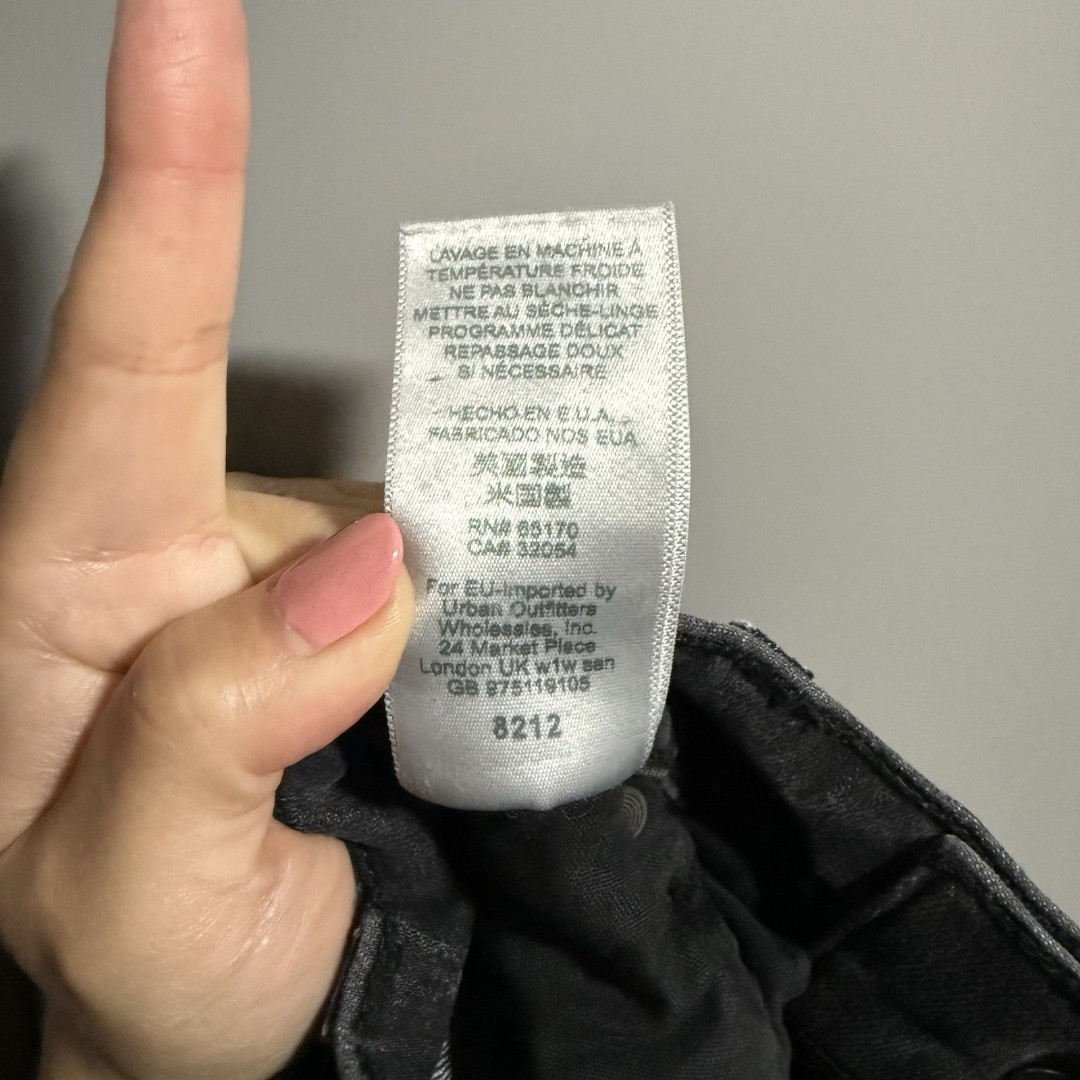 LAVAGE EN MACHINE À
TEMPÉRATURE FROIDE
NE PAS BLANCHIR
METTRE AU SÈCHE-LINGE
PROGRAMME DÉLICAT
REPASSAGE DOUX
SI NÉCESSAIRE
HECHO EN E.U.A.
FABRICADO NOS EUA
美國製造
米国製
RN# 65170
CA# 32054
For EU-Imported by
Urban Outfitters
Wholesales, Inc.
24 Market Place
London UK w1w
GB 975119105
8212